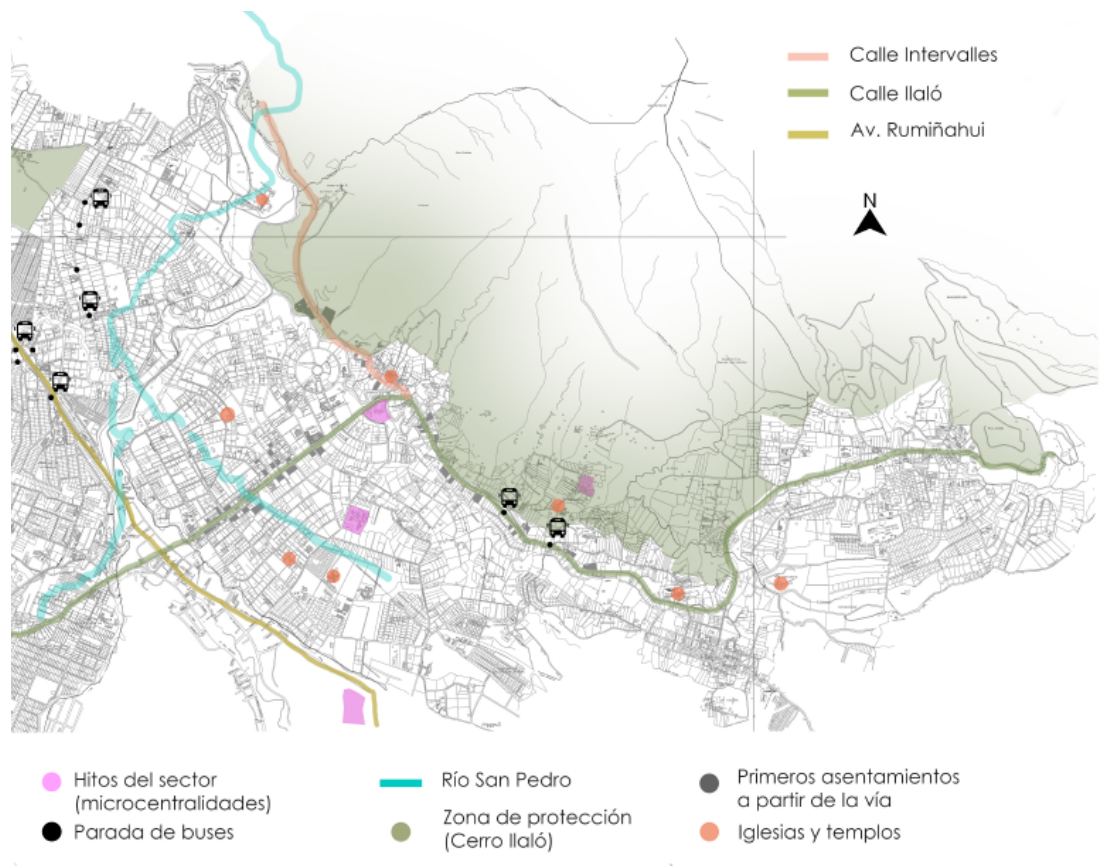 Calle Intervalles
Calle Ilaló
Av. Rumiñahui
N
Hitos del sector
(microcentralidades)
Parada de buses
Río San Pedro
Zona de protección
(Cerro Ilaló)
Primeros asentamientos
a partir de la vía
Iglesias y templos